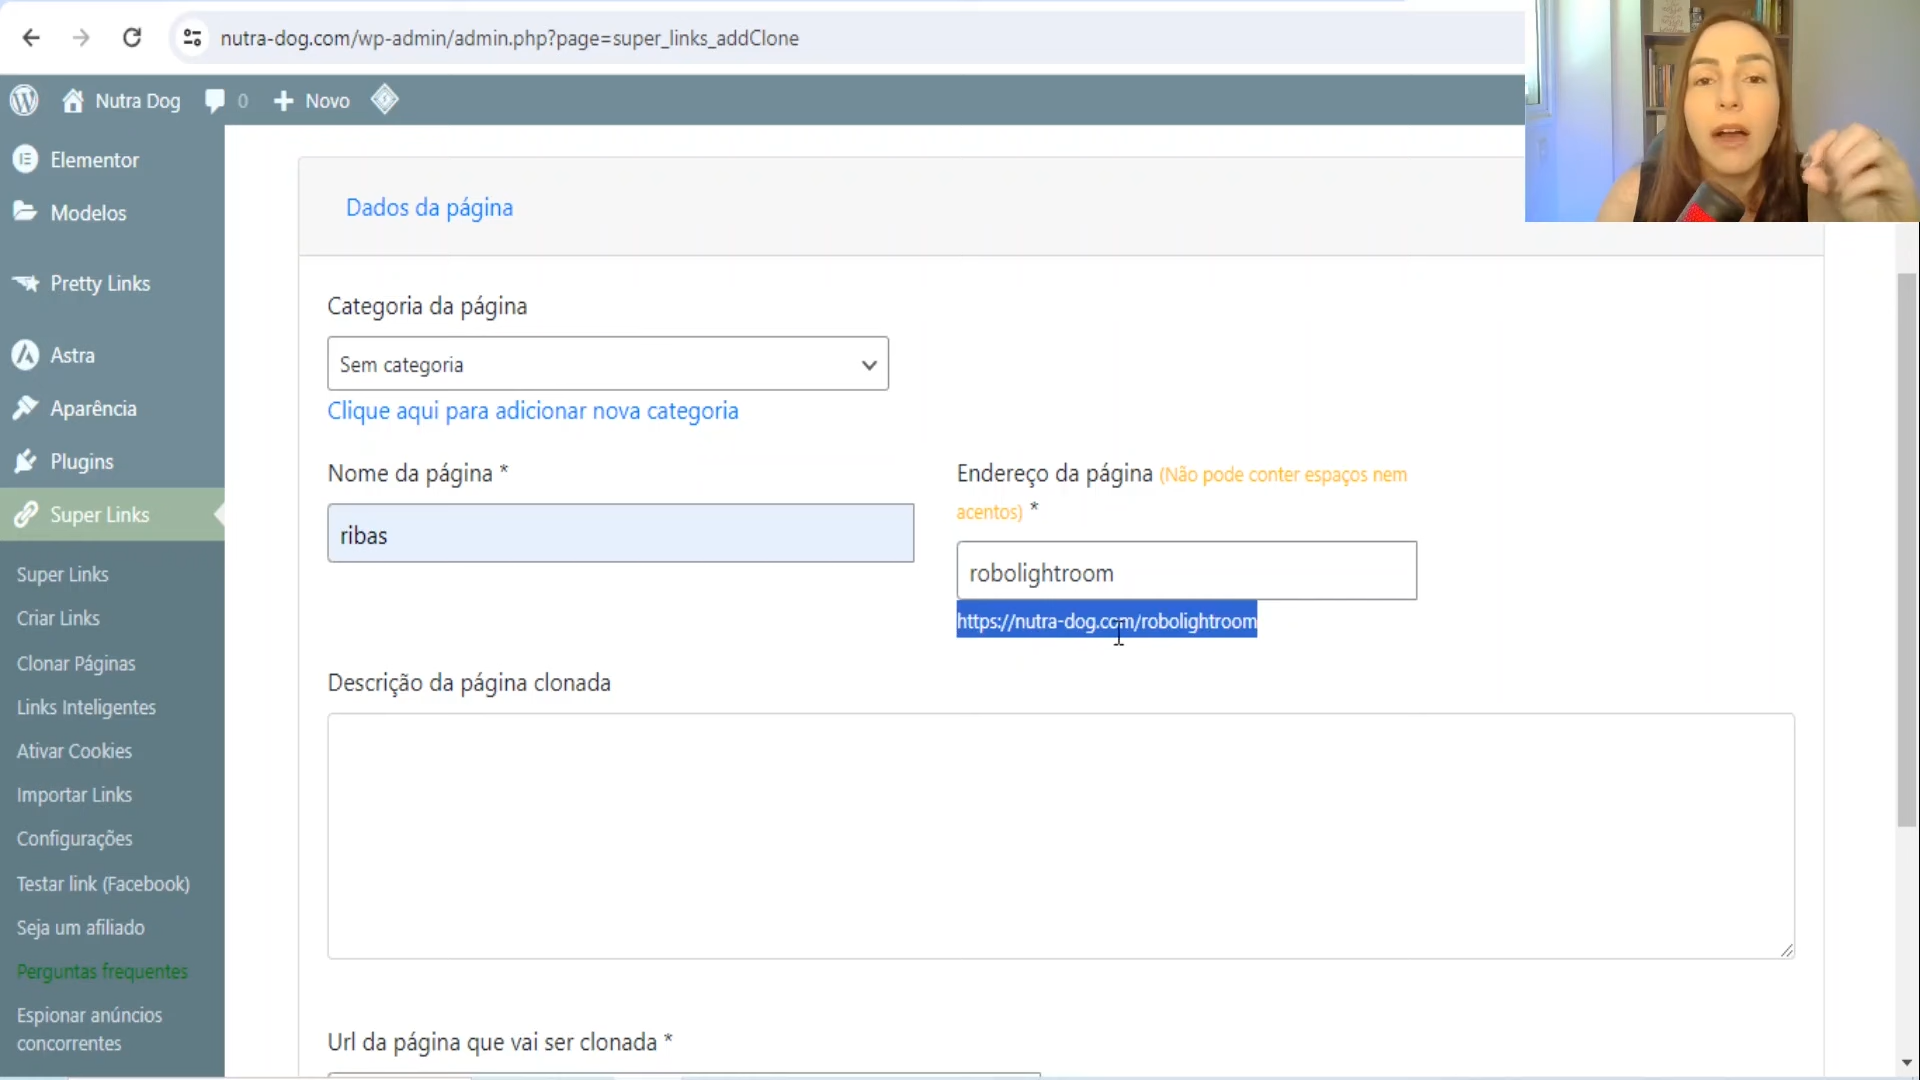 nutra-dog.com/wp-admin/admin.php?page=super_links_addClone
Nutra Dog
0
Novo
Elementor
Modelos
Pretty Links
Astra
Aparência
Plugins
Super Links
Super Links
Criar Links
Clonar Páginas
Links Inteligentes
Ativar Cookies
Importar Links
Configurações
Testar link (Facebook)
Seja um afiliado
Perguntas frequentes
Espionar anúncios
concorrentes
Dados da página
Categoria da página
Sem categoria
Clique aqui para adicionar nova categoria
Nome da página *
ribas
Endereço da página (Não pode conter espaços nem
acentos) *
robolightroom
https://nutra-dog.com/robolightroom
Descrição da página clonada
Url da página que vai ser clonada *